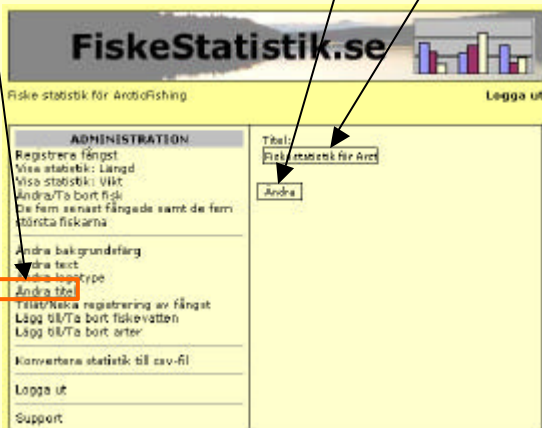 FiskeStatistik.se
Fiske statistik för ArcticFishing
Logga ut
ADMINISTRATION
Registrera fångst
Visa statistik: Längd
Visa statistik: Vikt
Ändra/Ta bort fisk
De fem senast fångade samt de fem
största fiskarna
Ändra bakgrundsfärg
Ändra text
Ändra logotype
Ändra titel
Tillåt/Neka registrering av fångst
Lägg till/Ta bort fiskevatten
Lägg till/Ta bort arter
Konvertera statistik till csv-fil
Logga ut
Support
Titel:
Fiske statistik för Arct
Ändra